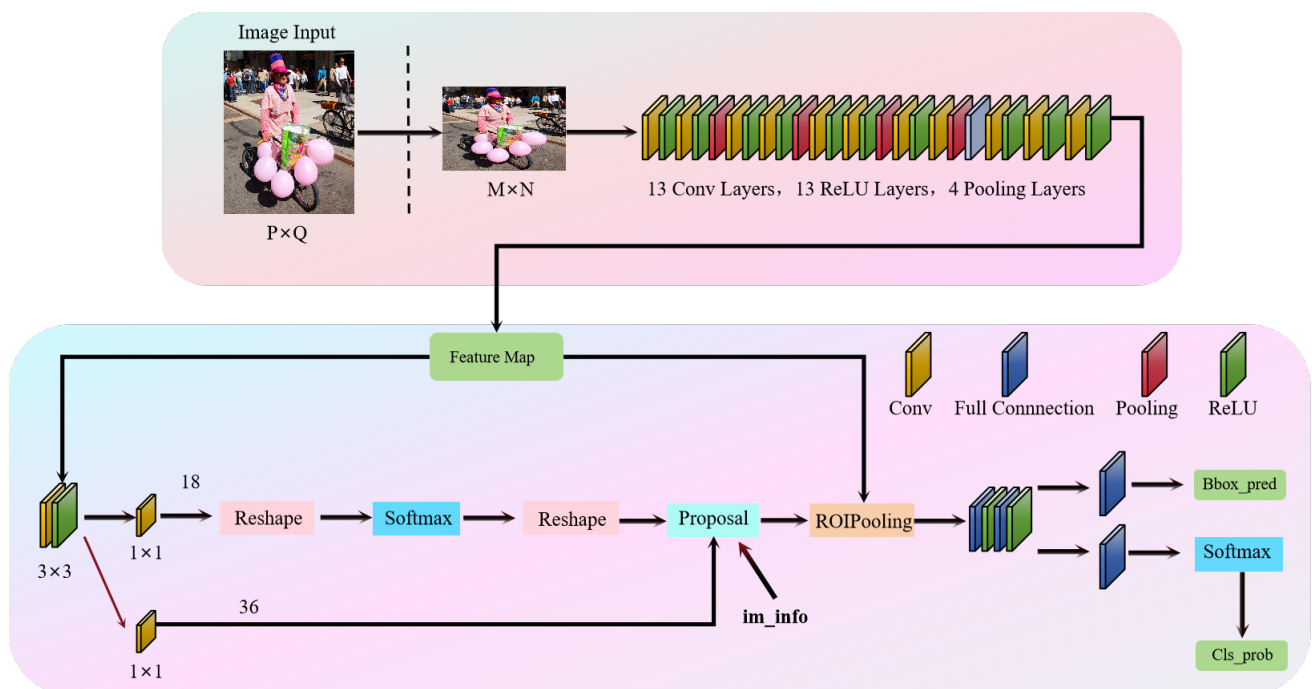 Image Input
P×Q
M×N
13 Conv Layers，13 ReLU Layers，4 Pooling Layers
Feature Map
Conv
Full Connnection
Pooling
ReLU
3×3
1×1
18
Reshape
Softmax
Reshape
Proposal
ROIPooling
Bbox_pred
Softmax
Cls_prob
36
im_info
1×1